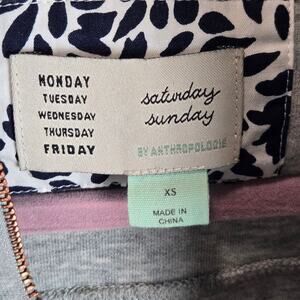 MONDAY
TUESDAY
WEDNESDAY
THURSDAY
FRIDAY
saturday
sunday
BY ANTHROPOLOGIE
XS
MADE IN
CHINA